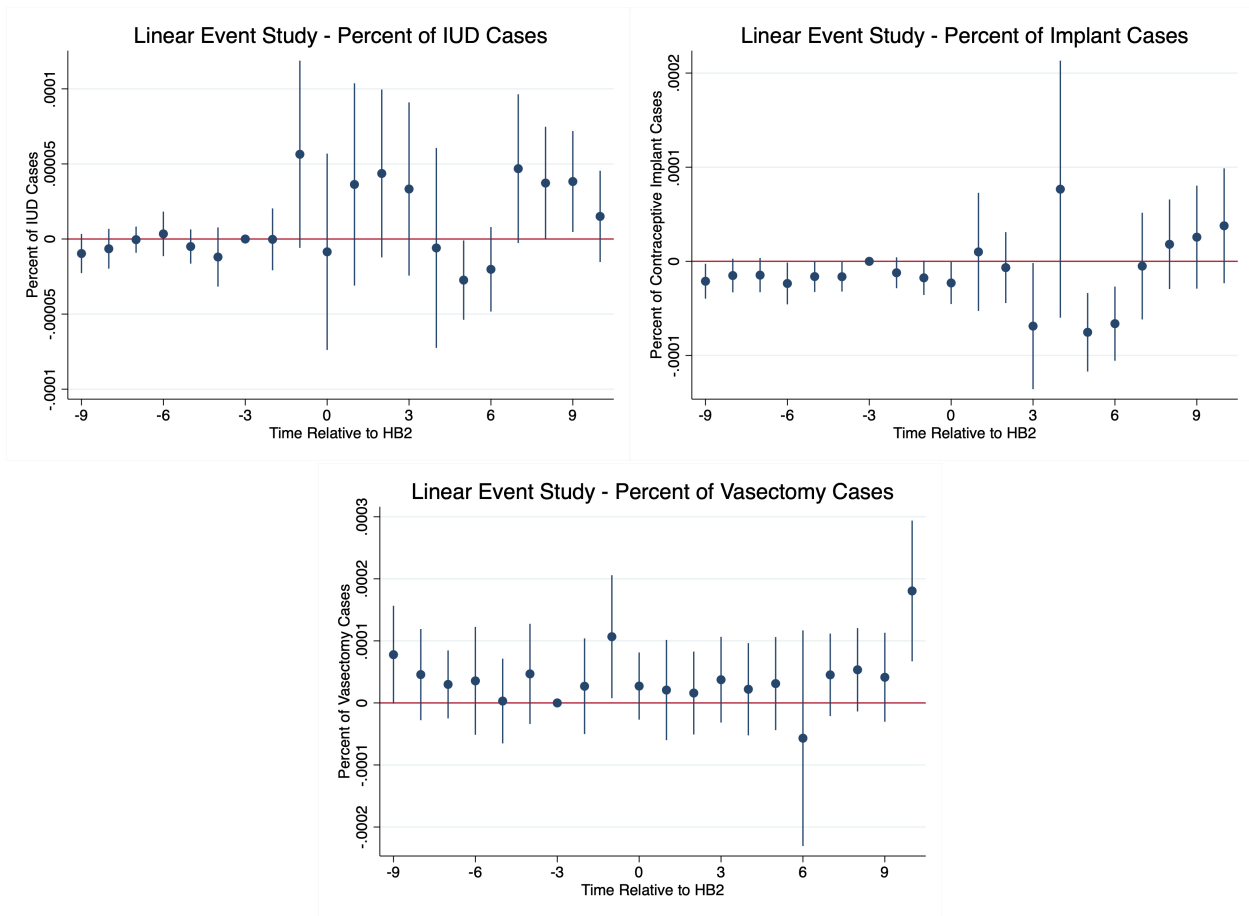 Linear Event Study - Percent of IUD Cases
Percent of IUD Cases
.0001
.00005
0
-.00005
-.0001
-9 -6 -3 0 3 6 9
Time Relative to HB2
Linear Event Study - Percent of Implant Cases
Percent of Contraceptive Implant Cases
.0002
.0001
0
-.0001
-9 -6 -3 0 3 6 9
Time Relative to HB2
Linear Event Study - Percent of Vasectomy Cases
Percent of Vasectomy Cases
.0003
.0002
.0001
0
-.0001
-.0002
-9 -6 -3 0 3 6 9
Time Relative to HB2